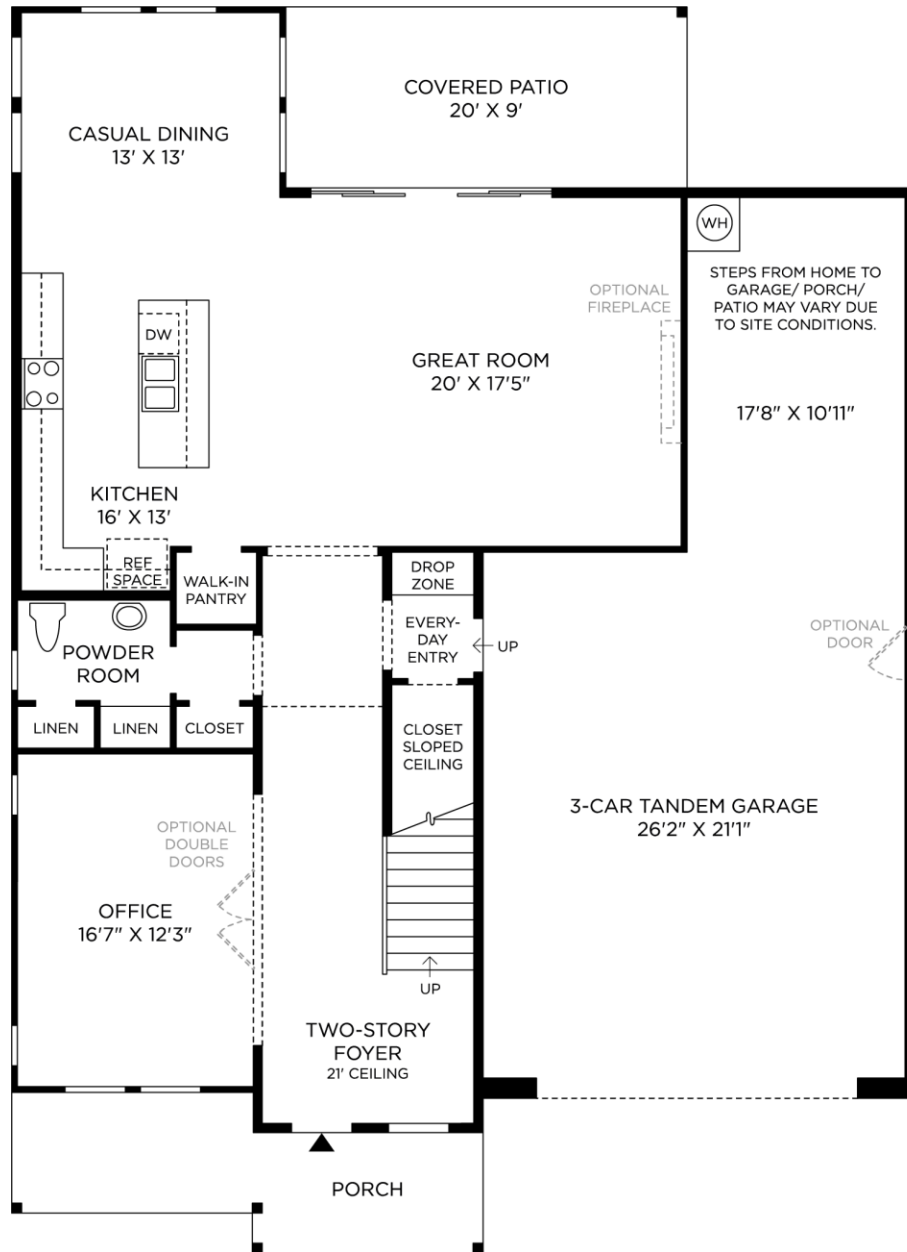 COVERED PATIO
20' X 9'
CASUAL DINING
13' X 13'
WH
STEPS FROM HOME TO
GARAGE/ PORCH/
PATIO MAY VARY DUE
TO SITE CONDITIONS.
OPTIONAL
FIREPLACE
DW
GREAT ROOM
20' X 17'5"
17'8" X 10'11"
KITCHEN
16' X 13'
REF
SPACE
WALK-IN
PANTRY
DROP
ZONE
EVERY-
DAY
ENTRY
UP
OPTIONAL
DOOR
POWDER
ROOM
LINEN
LINEN
CLOSET
CLOSET
SLOPED
CEILING
3-CAR TANDEM GARAGE
26'2" X 21'1"
OPTIONAL
DOUBLE
DOORS
OFFICE
16'7" X 12'3"
UP
TWO-STORY
FOYER
21' CEILING
PORCH